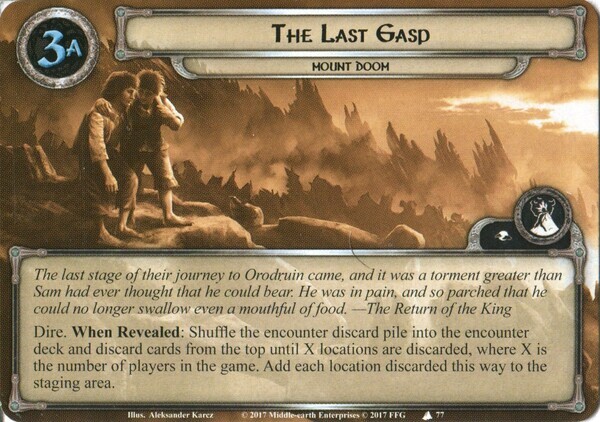 3A
The Last Gasp
Mount Doom
The last stage of their journey to Orodruin came, and it was a torment greater than
Sam had ever thought that he could bear. He was in pain, and so parched that he
could no longer swallow even a mouthful of food. —The Return of the King
Dire. When Revealed: Shuffle the encounter discard pile into the encounter
deck and discard cards from the top until X locations are discarded, where X is
the number of players in the game. Add each location discarded this way to the
staging area.
Illus. Aleksander Karcz © 2017 Middle-earth Enterprises © 2017 FFG 77